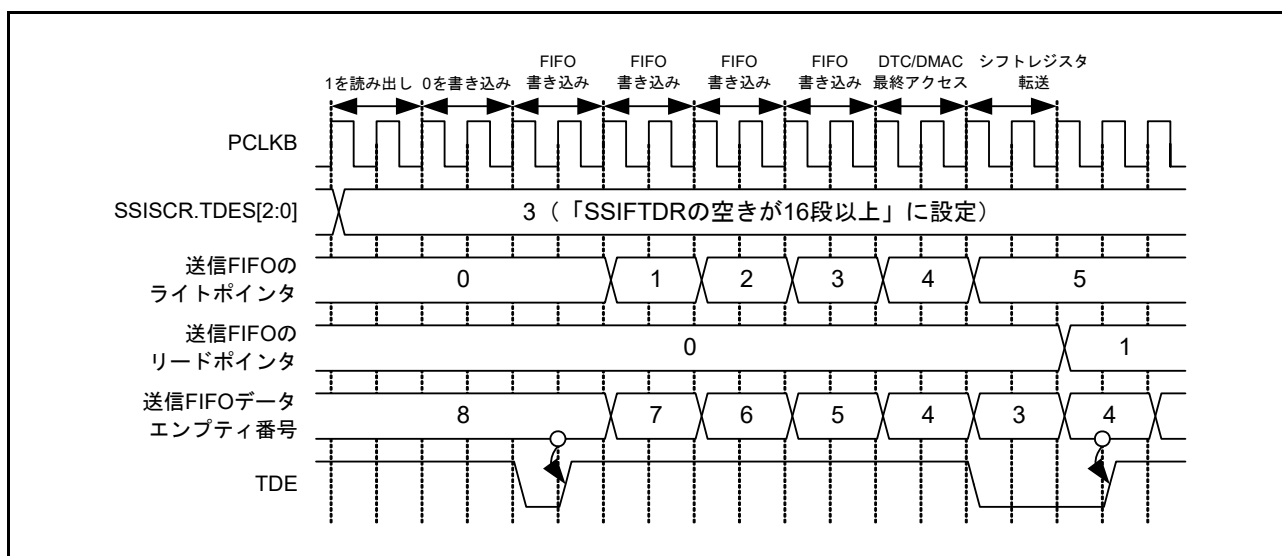 1を読み出し 0を書き込み FIFO 書き込み FIFO 書き込み FIFO 書き込み FIFO 書き込み DTC/DMAC 最終アクセス シフトレジスタ 転送
PCLKB
SSISCR.TDES[2:0] 3（「SSIFTDRの空きが16段以上」に設定）
送信FIFOの
ライトポインタ 0 1 2 3 4 5
送信FIFOの
リードポインタ 0 1
送信FIFOデータ
エンプティ番号 8 7 6 5 4 3 4
TDE